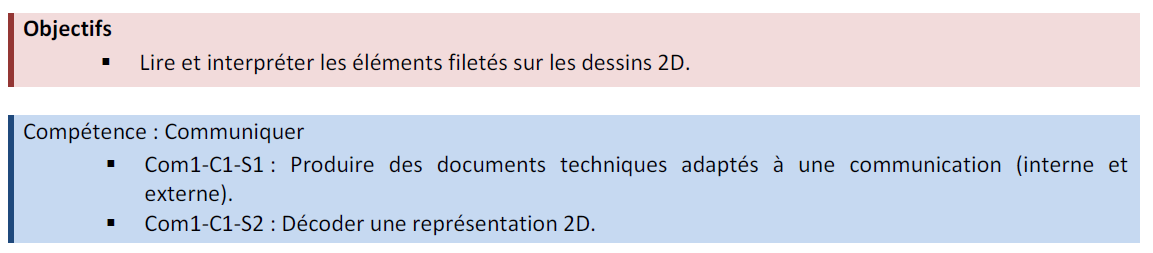 Objectifs
▪ Lire et interpréter les éléments filetés sur les dessins 2D.
Compétence : Communiquer
▪ Com1-C1-S1 : Produire des documents techniques adaptés à une communication (interne et
externe).
▪ Com1-C1-S2 : Décoder une représentation 2D.